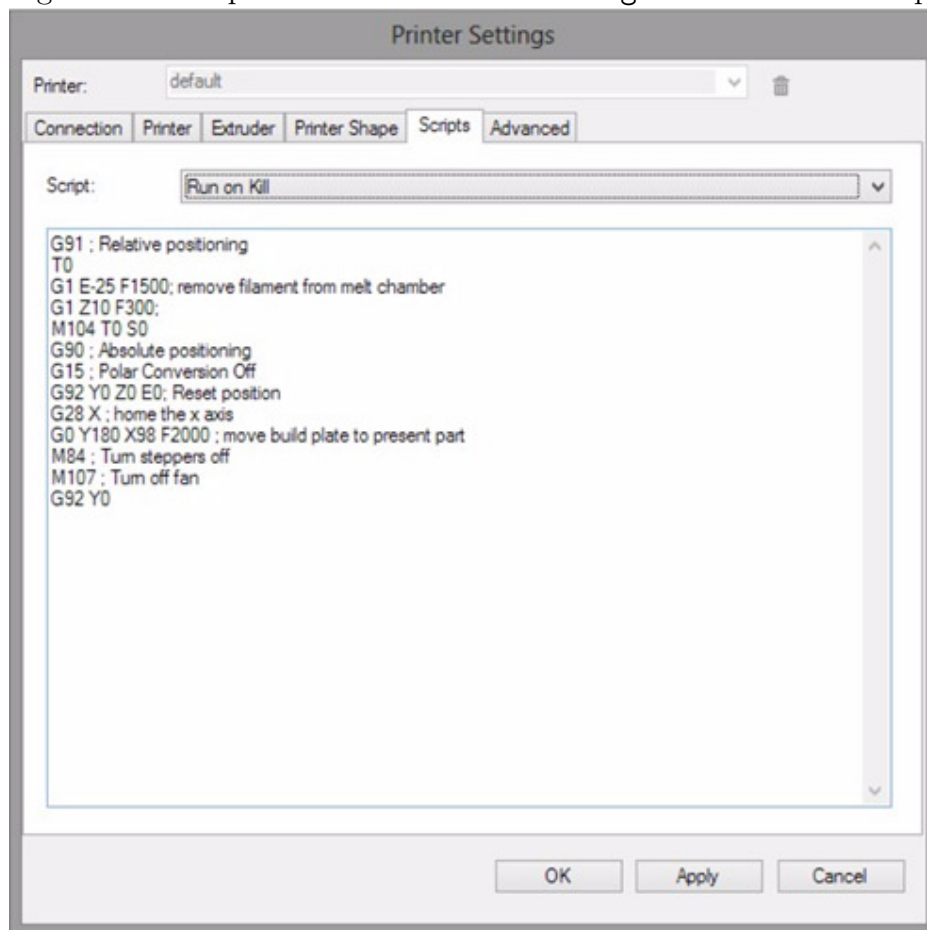 Printer Settings
Printer: default
Connection Printer Extruder Printer Shape Scripts Advanced
Script: Run on Kill
G91 ; Relative positioning
T0
G1 E-25 F1500; remove filament from melt chamber
G1 Z10 F300;
M104 T0 S0
G90 ; Absolute positioning
G15 ; Polar Conversion Off
G92 Y0 Z0 E0; Reset position
G28 X ; home the x axis
G0 Y180 X98 F2000 ; move build plate to present part
M84 ; Turn steppers off
M107 ; Turn off fan
G92 Y0
OK Apply Cancel